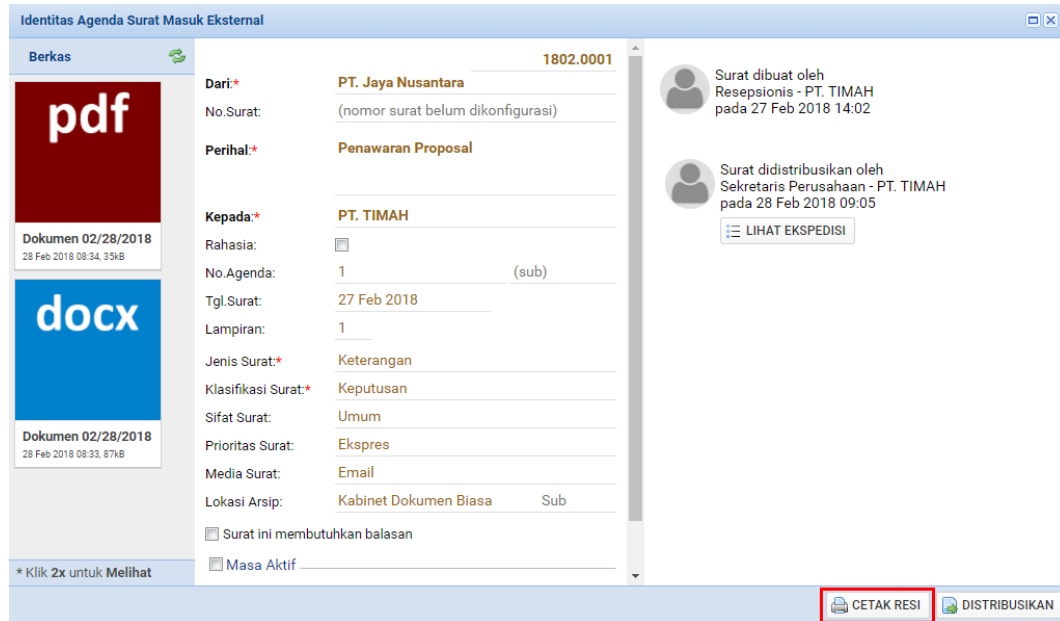 Identitas Agenda Surat Masuk Eksternal
Berkas
pdf
Dokumen 02/28/2018
28 Feb 2018 08:34, 35kB
docx
Dokumen 02/28/2018
28 Feb 2018 08:33, 87kB
* Klik 2x untuk Melihat
1802.0001
Dari:* PT. Jaya Nusantara
No.Surat: (nomor surat belum dikonfigurasi)
Perihal:* Penawaran Proposal
Kepada:* PT. TIMAH
Rahasia:
No.Agenda: 1 (sub)
Tgl.Surat: 27 Feb 2018
Lampiran: 1
Jenis Surat:* Keterangan
Klasifikasi Surat:* Keputusan
Sifat Surat: Umum
Prioritas Surat: Ekspres
Media Surat: Email
Lokasi Arsip: Kabinet Dokumen Biasa Sub
Surat ini membutuhkan balasan
Masa Aktif
Surat dibuat oleh
Resepsionis - PT. TIMAH
pada 27 Feb 2018 14:02
Surat didistribusikan oleh
Sekretaris Perusahaan - PT. TIMAH
pada 28 Feb 2018 09:05
LIHAT EKSPEDISI
CETAK RESI DISTRIBUSIKAN